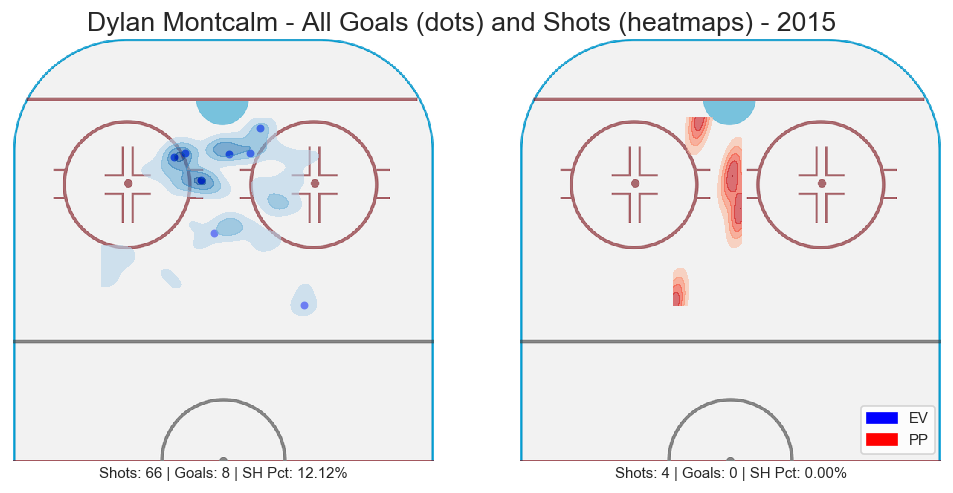 Dylan Montcalm - All Goals (dots) and Shots (heatmaps) - 2015
EV
PP
Shots: 66 | Goals: 8 | SH Pct: 12.12%
Shots: 4 | Goals: 0 | SH Pct: 0.00%